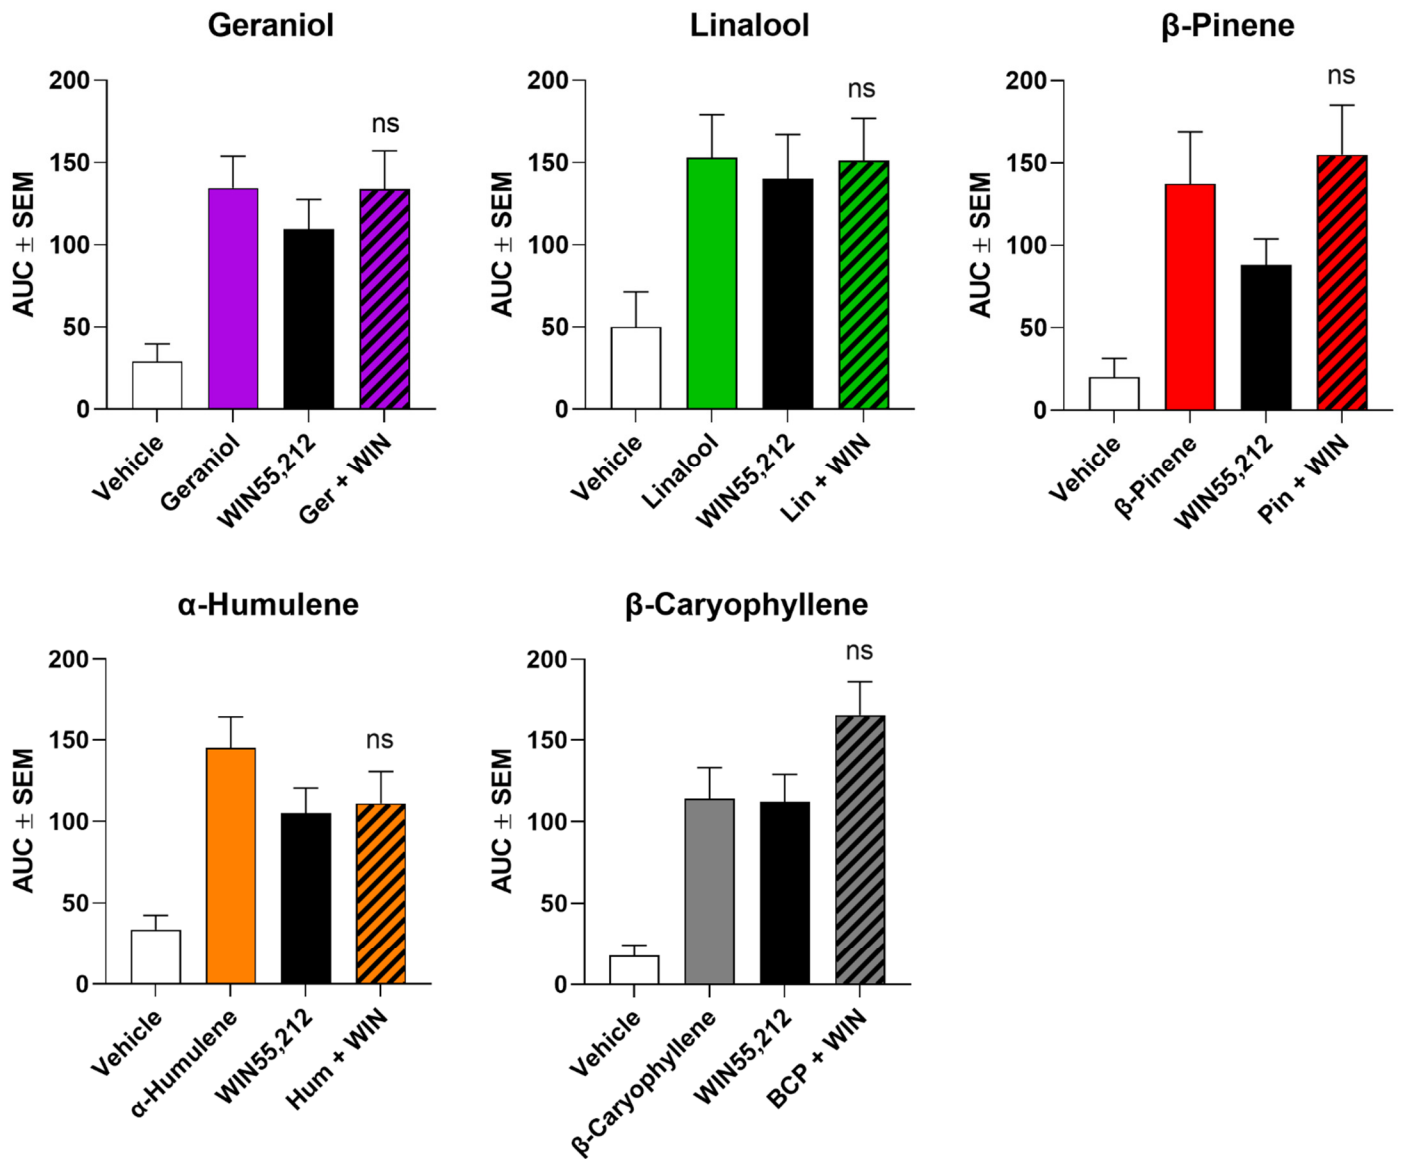 Geraniol
AUC ± SEM
200
150
100
50
0
ns
Vehicle
Geraniol
WIN55,212
Ger + WIN
Linalool
AUC ± SEM
200
150
100
50
0
ns
Vehicle
Linalool
WIN55,212
Lin + WIN
β-Pinene
AUC ± SEM
200
150
100
50
0
ns
Vehicle
β-Pinene
WIN55,212
Pin + WIN
α-Humulene
AUC ± SEM
200
150
100
50
0
ns
Vehicle
α-Humulene
WIN55,212
Hum + WIN
β-Caryophyllene
AUC ± SEM
200
150
100
50
0
ns
Vehicle
β-Caryophyllene
WIN55,212
BCP + WIN